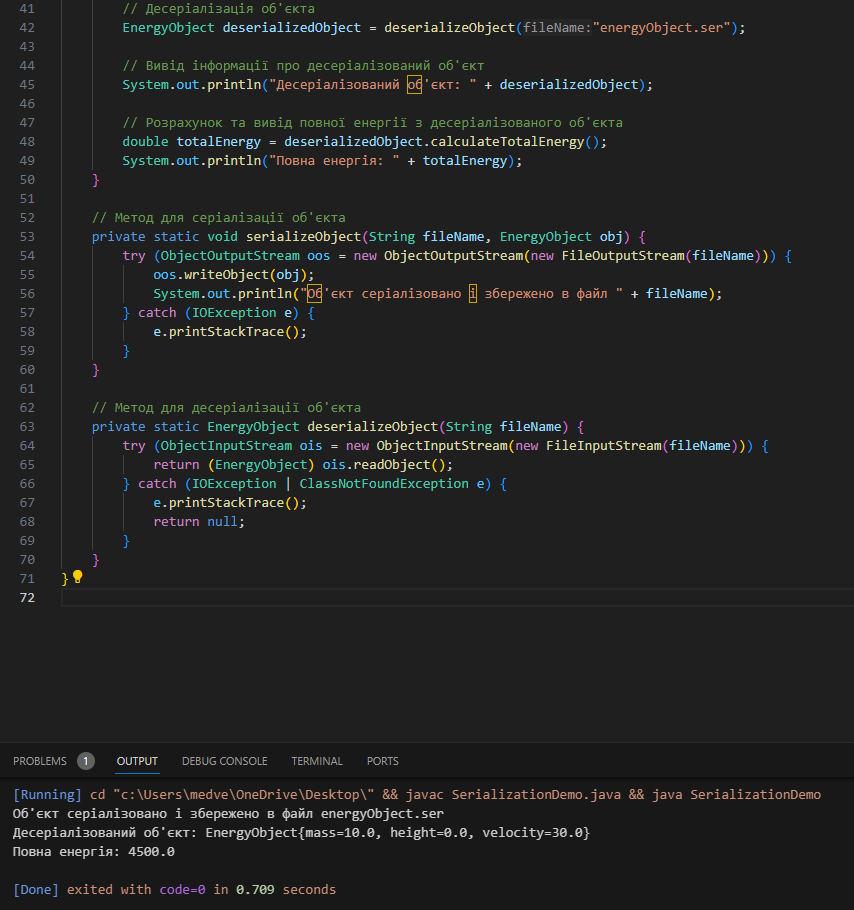 41 // Десеріалізація об'єкта
42 EnergyObject deserializedObject = deserializeObject(fileName:"energyObject.ser");
43
44 // Вивід інформації про десеріалізований об'єкт
45 System.out.println("Десеріалізований об'єкт: " + deserializedObject);
46
47 // Розрахунок та вивід повної енергії з десеріалізованого об'єкта
48 double totalEnergy = deserializedObject.calculateTotalEnergy();
49 System.out.println("Повна енергія: " + totalEnergy);
50 }
51
52 // Метод для серіалізації об'єкта
53 private static void serializeObject(String fileName, EnergyObject obj) {
54 try (ObjectOutputStream oos = new ObjectOutputStream(new FileOutputStream(fileName))) {
55 oos.writeObject(obj);
56 System.out.println("Об'єкт серіалізовано і збережено в файл " + fileName);
57 } catch (IOException e) {
58 e.printStackTrace();
59 }
60 }
61
62 // Метод для десеріалізації об'єкта
63 private static EnergyObject deserializeObject(String fileName) {
64 try (ObjectInputStream ois = new ObjectInputStream(new FileInputStream(fileName))) {
65 return (EnergyObject) ois.readObject();
66 } catch (IOException | ClassNotFoundException e) {
67 e.printStackTrace();
68 return null;
69 }
70 }
71 }
72
PROBLEMS 1 OUTPUT DEBUG CONSOLE TERMINAL PORTS
[Running] cd "c:\Users\medve\OneDrive\Desktop\" && javac SerializationDemo.java && java SerializationDemo
Об'єкт серіалізовано і збережено в файл energyObject.ser
Десеріалізований об'єкт: EnergyObject{mass=10.0, height=0.0, velocity=30.0}
Повна енергія: 4500.0
[Done] exited with code=0 in 0.709 seconds